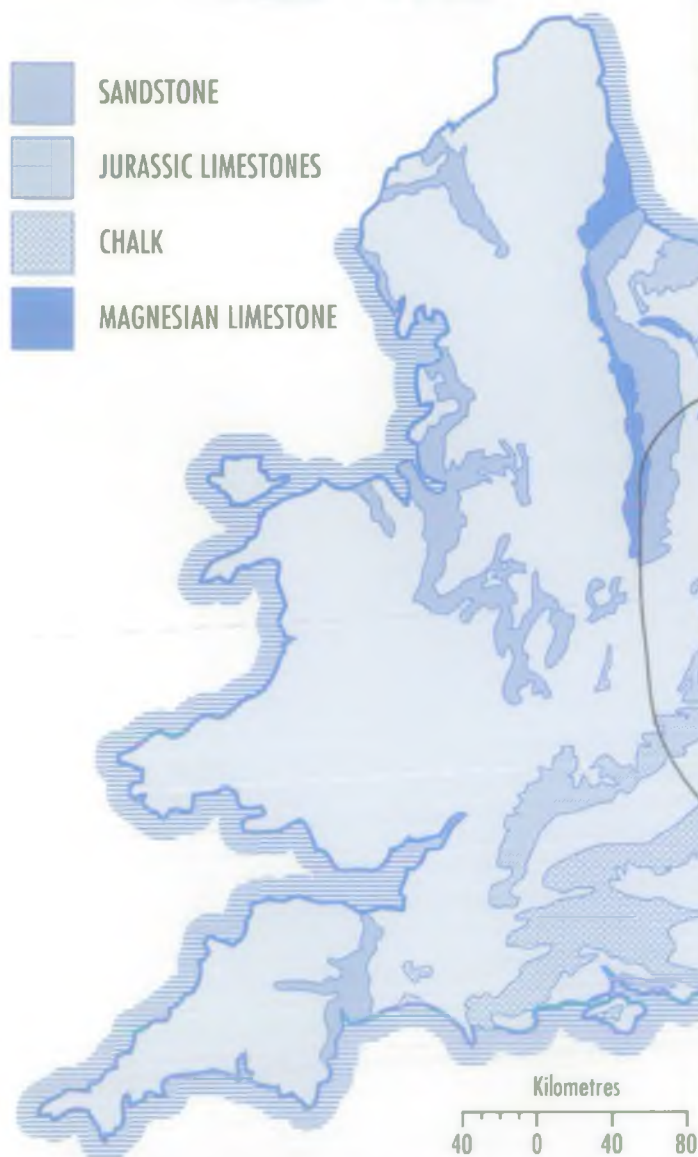 SANDSTONE
JURASSIC LIMESTONES
CHALK
MAGNESIAN LIMESTONE
Kilometres
40 0 40 80